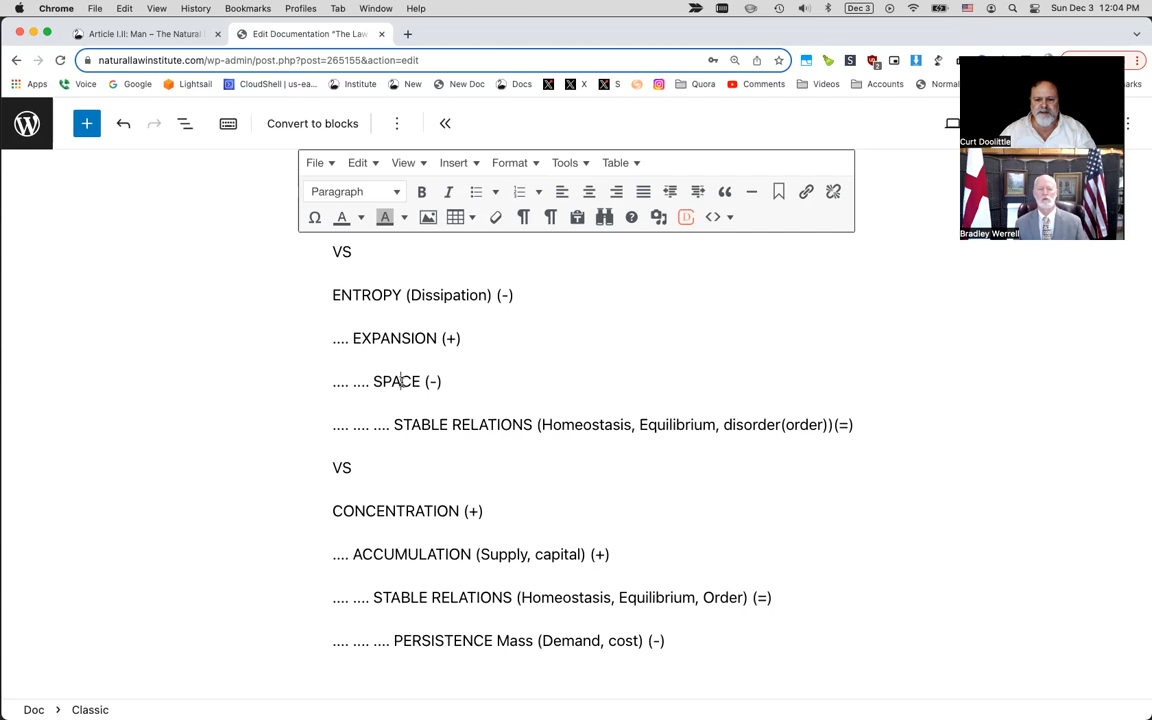 Chrome File Edit View History Bookmarks Profiles Tab Window Help Dec 3 Sun Dec 3 12:04 PM
Article I.II: Man – The Natural Edit Documentation “The Law
naturallawinstitute.com/wp-admin/post.php?post=265155&action=edit
Apps Voice Google Lightsail CloudShell | us-ea... Institute New New Doc Docs X S Quora Comments Videos Accounts Normal
Convert to blocks
Curt Doolittle
File Edit View Insert Format Tools Table
Paragraph
Bradley Werrell
VS
ENTROPY (Dissipation) (-)
.... EXPANSION (+)
.... .... SPACE (-)
.... .... .... STABLE RELATIONS (Homeostasis, Equilibrium, disorder(order))(=)
VS
CONCENTRATION (+)
.... ACCUMULATION (Supply, capital) (+)
.... .... STABLE RELATIONS (Homeostasis, Equilibrium, Order) (=)
.... .... .... PERSISTENCE Mass (Demand, cost) (-)
Doc > Classic